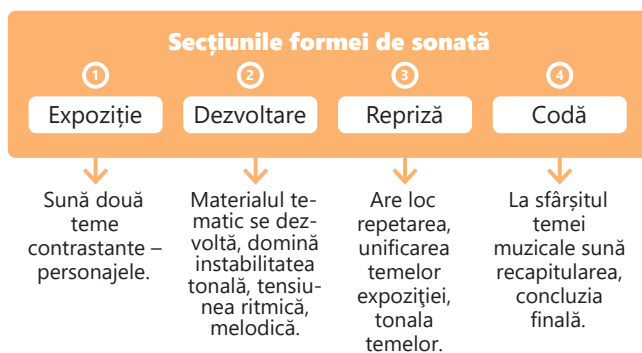 Secțiunile formei de sonată
1
Expoziție
Sună două
teme
contrastante –
personajele.
2
Dezvoltare
Materialul te-
matic se dez-
voltă, domină
instabilitatea
tonală, tensiu-
nea ritmică,
melodică.
3
Repriză
Are loc
repetarea,
unificarea
temelor
expoziţiei,
tonala
temelor.
4
Codă
La sfârșitul
temei
muzicale sună
recapitularea,
concluzia
finală.